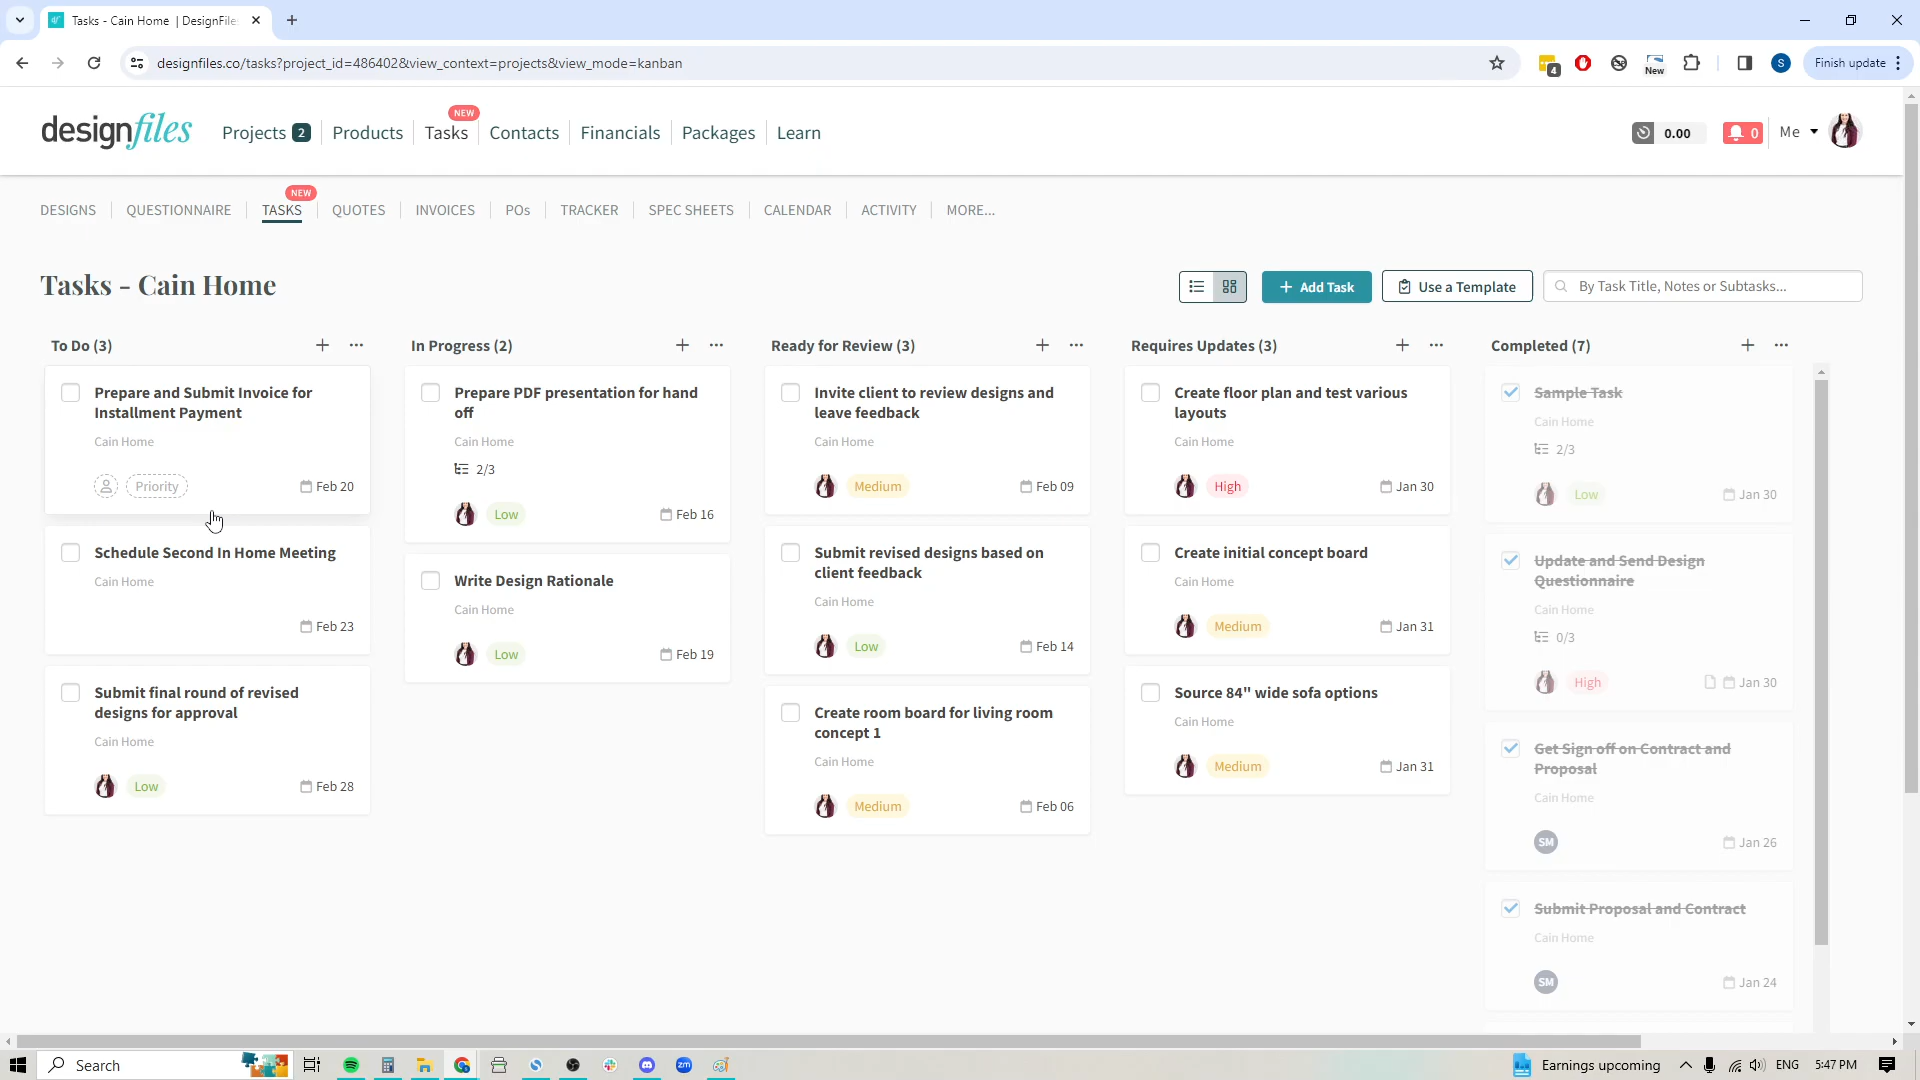 Tasks - Cain Home | DesignFile
designfiles.co/tasks?project_id=486402&view_context=projects&view_mode=kanban
4
New
S
Finish update
designfiles
Projects 2
Products
NEW
Tasks
Contacts
Financials
Packages
Learn
0.00
0
Me
DESIGNS
QUESTIONNAIRE
NEW
TASKS
QUOTES
INVOICES
POs
TRACKER
SPEC SHEETS
CALENDAR
ACTIVITY
MORE...
Tasks - Cain Home
+ Add Task
Use a Template
By Task Title, Notes or Subtasks...
To Do (3)
Prepare and Submit Invoice for
Installment Payment
Cain Home
Priority
Feb 20
Schedule Second In Home Meeting
Cain Home
Feb 23
Submit final round of revised
designs for approval
Cain Home
Low
Feb 28
In Progress (2)
Prepare PDF presentation for hand
off
Cain Home
2/3
Low
Feb 16
Write Design Rationale
Cain Home
Low
Feb 19
Ready for Review (3)
Invite client to review designs and
leave feedback
Cain Home
Medium
Feb 09
Submit revised designs based on
client feedback
Cain Home
Low
Feb 14
Create room board for living room
concept 1
Cain Home
Medium
Feb 06
Requires Updates (3)
Create floor plan and test various
layouts
Cain Home
High
Jan 30
Create initial concept board
Cain Home
Medium
Jan 31
Source 84" wide sofa options
Cain Home
Medium
Jan 31
Completed (7)
Sample Task
Cain Home
2/3
Low
Jan 30
Update and Send Design
Questionnaire
Cain Home
0/3
High
Jan 30
Get Sign off on Contract and
Proposal
Cain Home
SM
Jan 26
Submit Proposal and Contract
Cain Home
SM
Jan 24
Search
zm
Earnings upcoming
ENG
5:47 PM